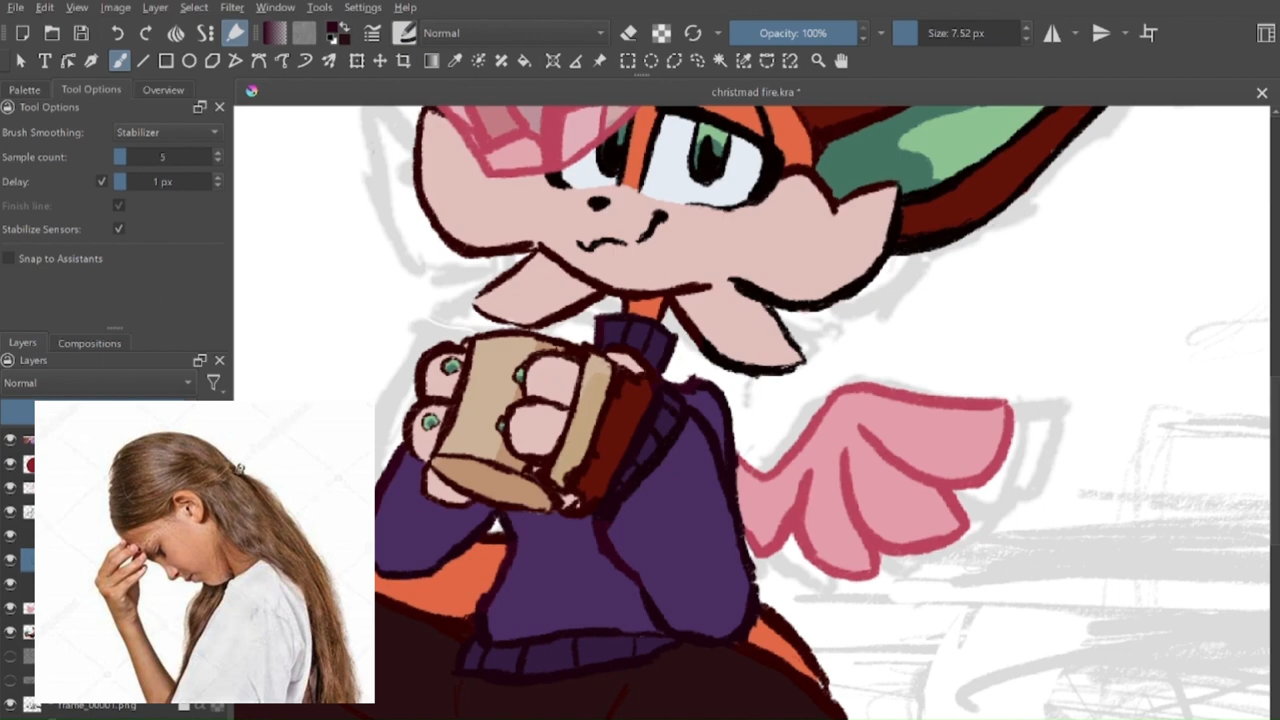 File Edit View Image Layer Select Filter Window Tools Settings Help
Normal
Opacity: 100%
Size: 7.52 px
Palette Tool Options Overview
christmad fire.kra *
Tool Options
Brush Smoothing: Stabilizer
Sample count: 5
Delay: 1 px
Finish line:
Stabilize Sensors:
Snap to Assistants
Layers Compositions
Layers
Normal
frame_00001.png